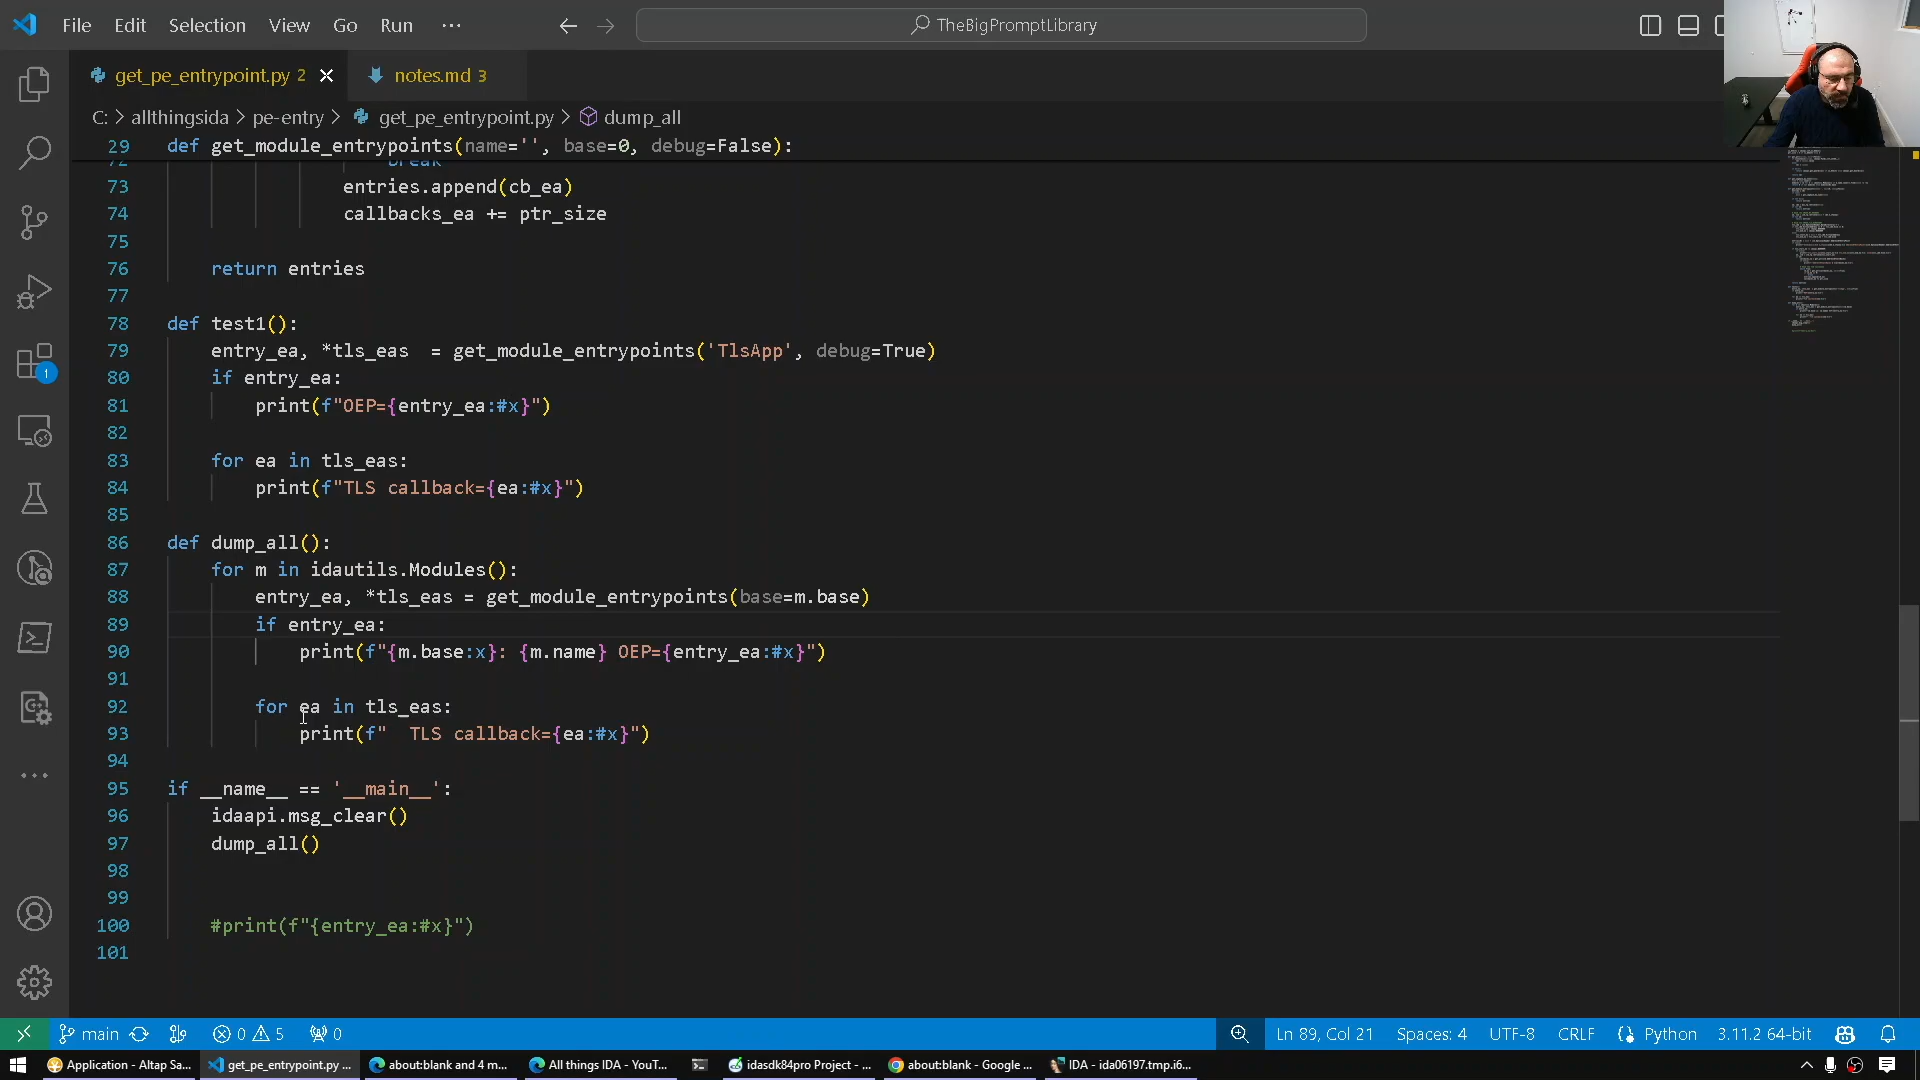 File Edit Selection View Go Run ··· TheBigPromptLibrary
get_pe_entrypoint.py 2 notes.md 3
C: > allthingsida > pe-entry > get_pe_entrypoint.py > dump_all
29 def get_module_entrypoints(name='', base=0, debug=False):
72 break
73 entries.append(cb_ea)
74 callbacks_ea += ptr_size
75
76 return entries
77
78 def test1():
79 entry_ea, *tls_eas  = get_module_entrypoints('TlsApp', debug=True)
80 if entry_ea:
81 print(f"OEP={entry_ea:#x}")
82
83 for ea in tls_eas:
84 print(f"TLS callback={ea:#x}")
85
86 def dump_all():
87 for m in idautils.Modules():
88 entry_ea, *tls_eas = get_module_entrypoints(base=m.base)
89 if entry_ea:
90 print(f"{m.base:x}: {m.name} OEP={entry_ea:#x}")
91
92 for ea in tls_eas:
93 print(f"  TLS callback={ea:#x}")
94
95 if __name__ == '__main__':
96 idaapi.msg_clear()
97 dump_all()
98
99
100 #print(f"{entry_ea:#x}")
101
1
main 0 5 0 Ln 89, Col 21 Spaces: 4 UTF-8 CRLF Python 3.11.2 64-bit
Application - Altap Sa... get_pe_entrypoint.py ... about:blank and 4 m... All things IDA - YouT... idasdk84pro Project - ... about:blank - Google ... IDA - ida06197.tmp.i6...